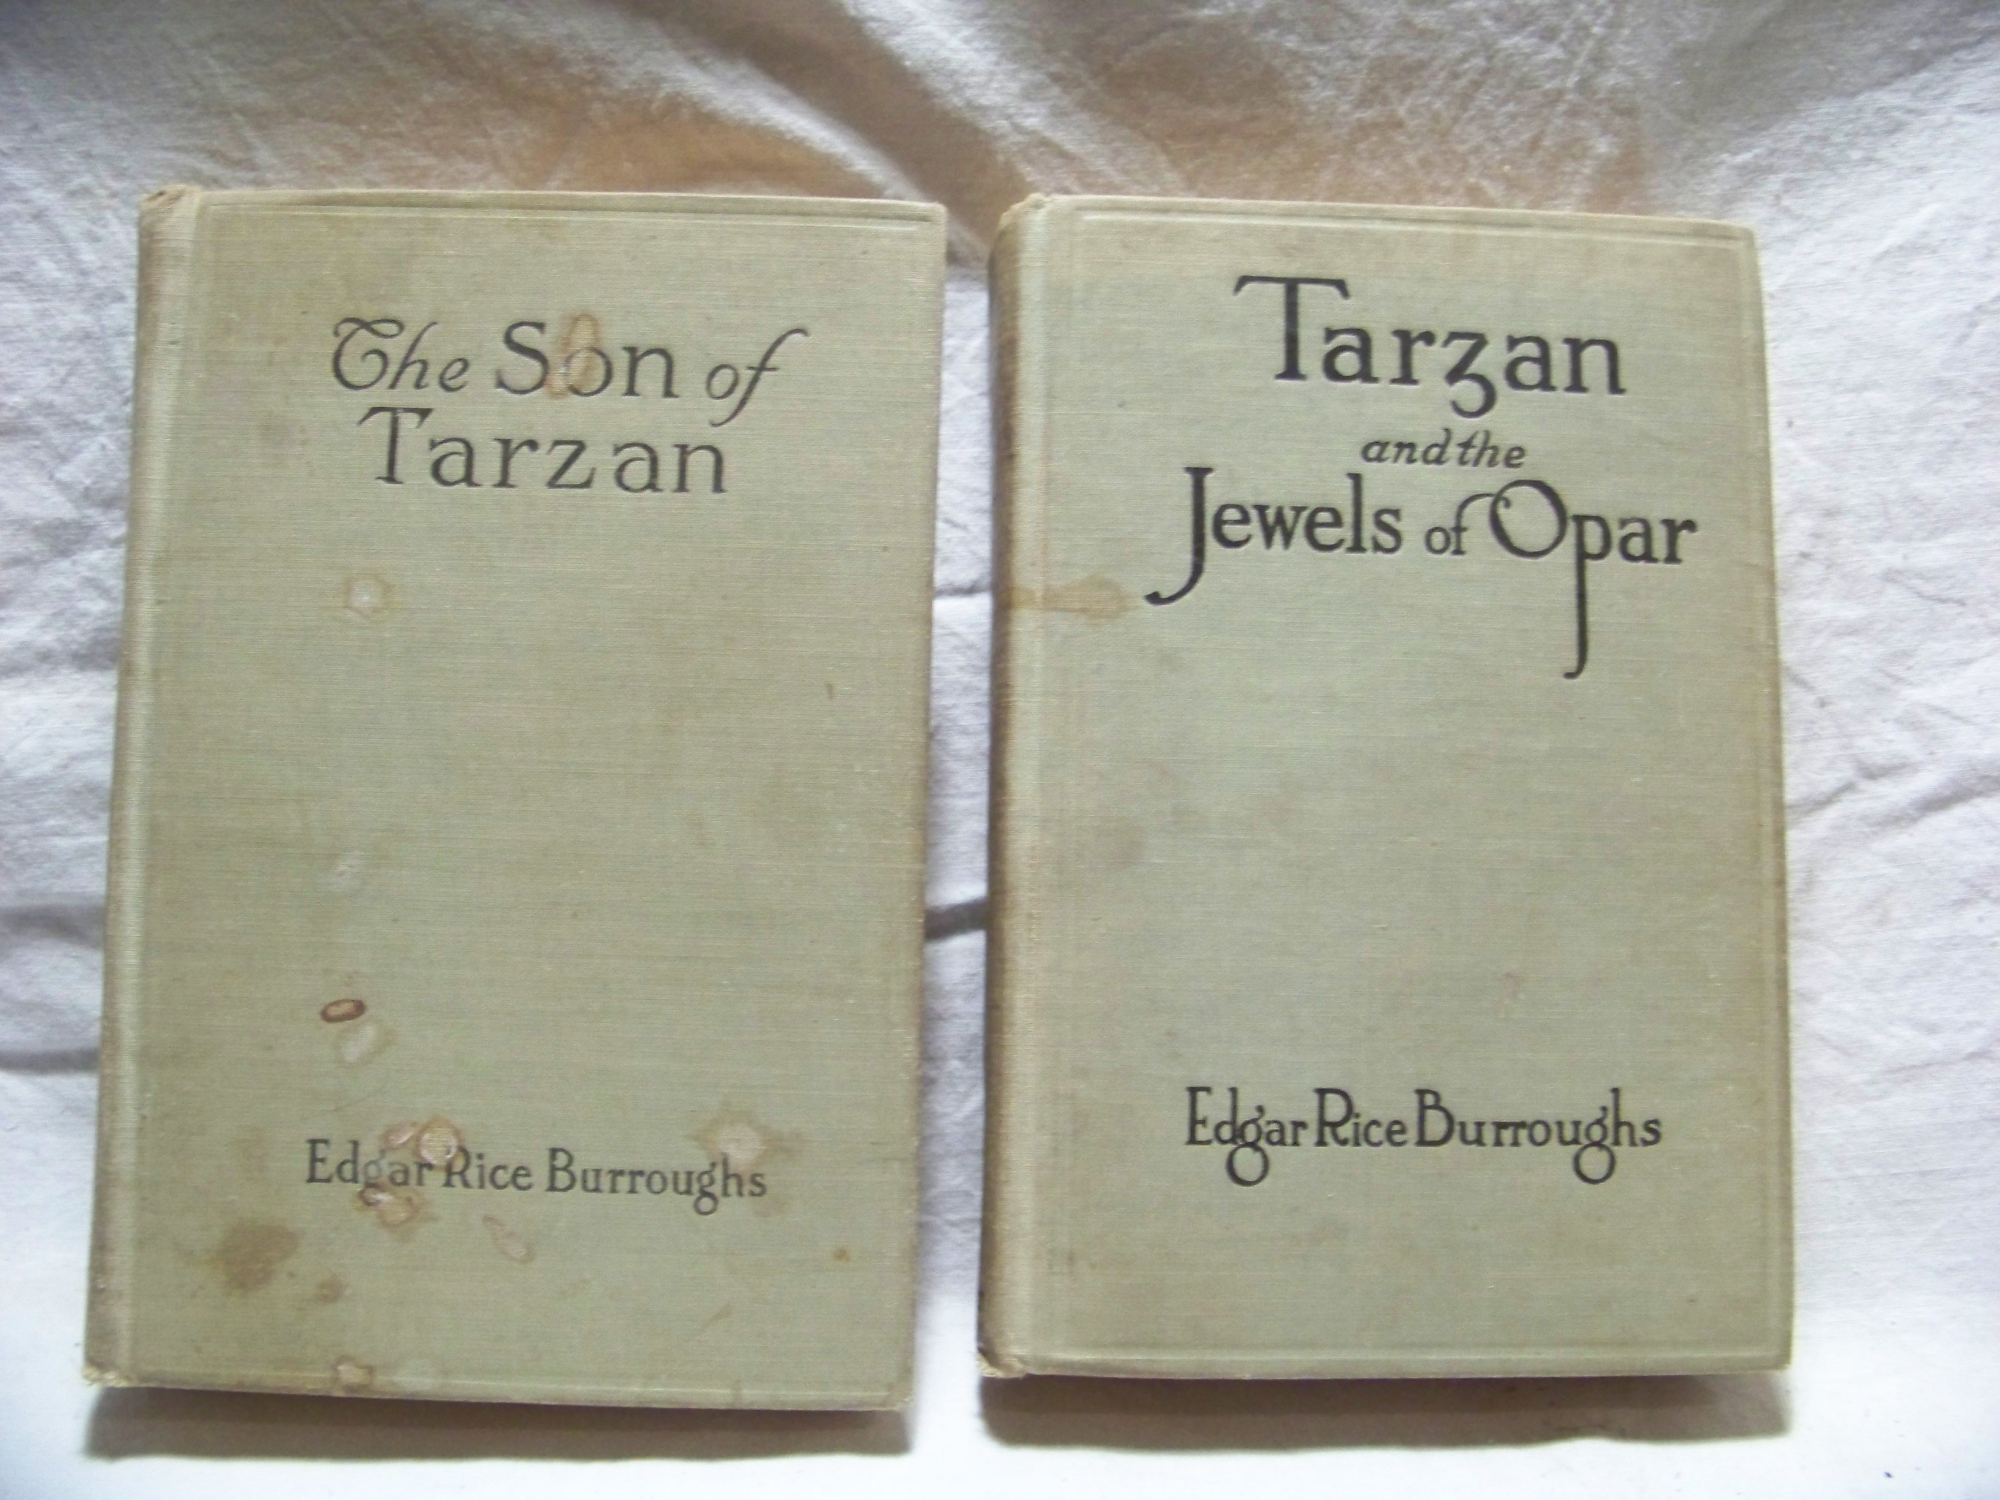 The Son of
Tarzan
Edgar Rice Burroughs
Tarzan
and the
Jewels of Opar
Edgar Rice Burroughs